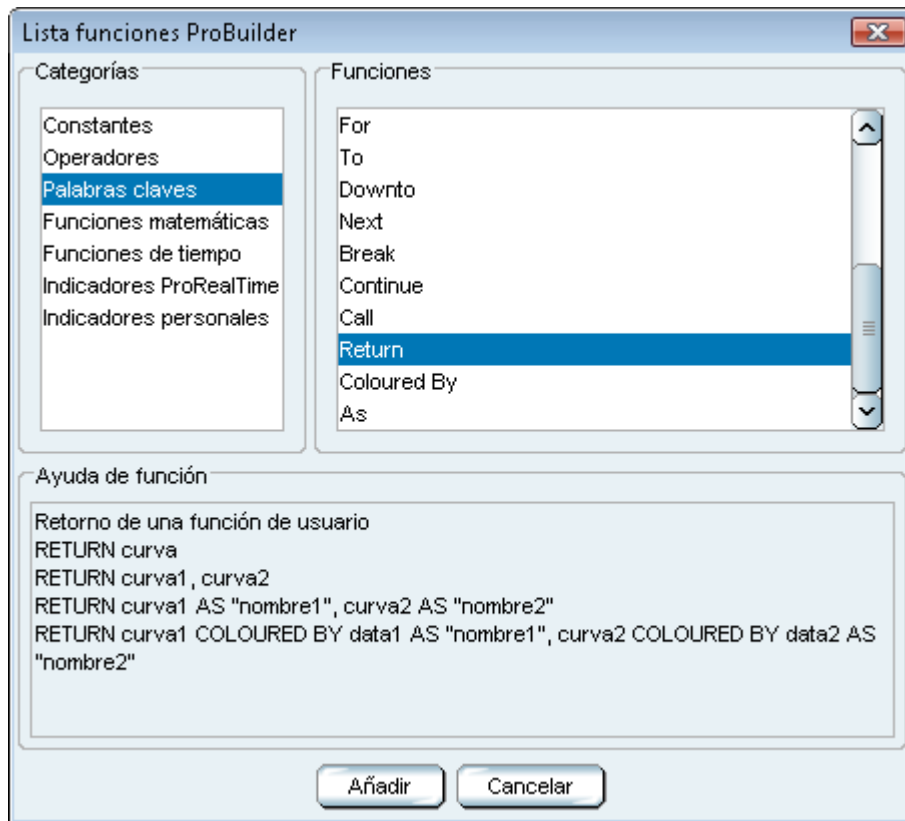 Lista funciones ProBuilder
Categorías
Constantes
Operadores
Palabras claves
Funciones matemáticas
Funciones de tiempo
Indicadores ProRealTime
Indicadores personales
Funciones
For
To
Downto
Next
Break
Continue
Call
Return
Coloured By
As
Ayuda de función
Retorno de una función de usuario
RETURN curva
RETURN curva1, curva2
RETURN curva1 AS "nombre1", curva2 AS "nombre2"
RETURN curva1 COLOURED BY data1 AS "nombre1", curva2 COLOURED BY data2 AS
"nombre2"
Añadir
Cancelar